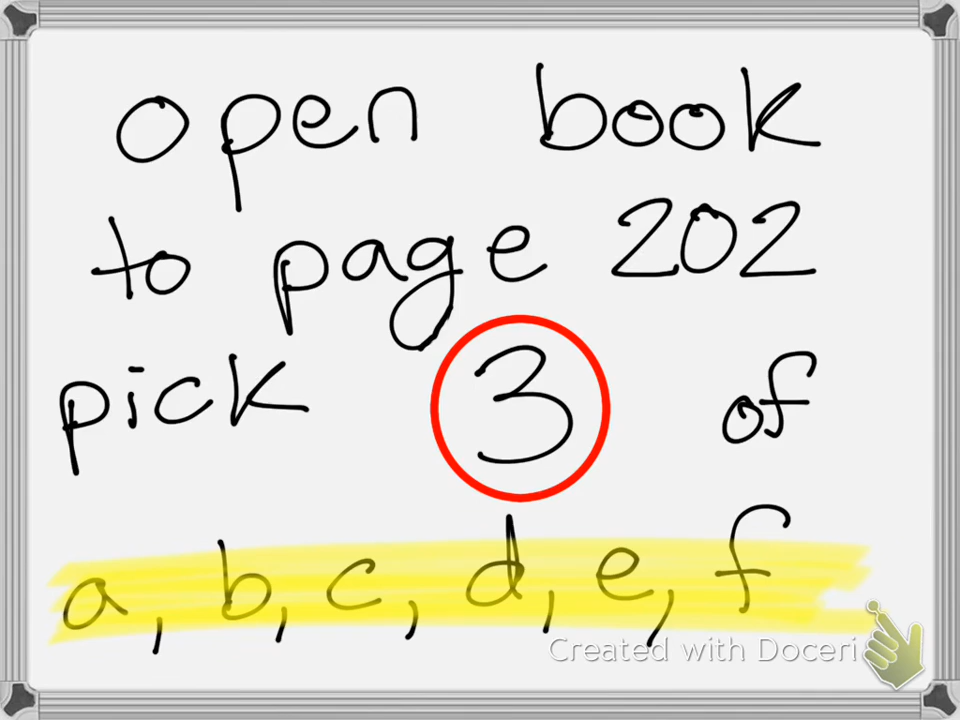 open book
to page 202
pick 3 of
a, b, c, d, e, f
Created with Doceri